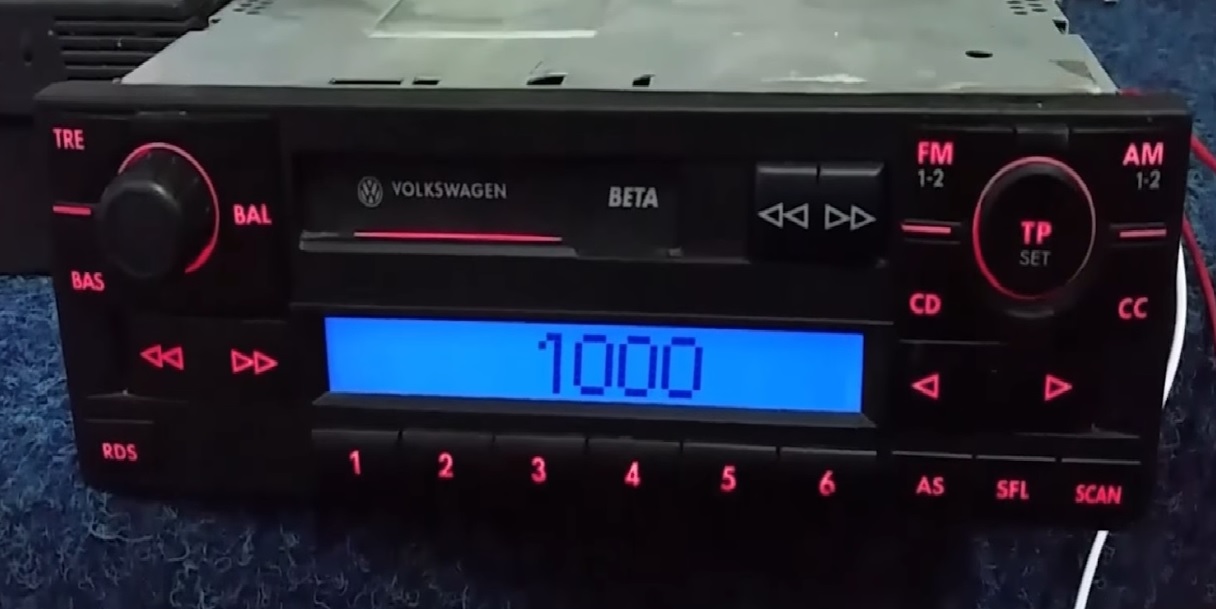 TRE
BAL
BAS
VOLKSWAGEN BETA
FM
1·2
AM
1·2
TP
SET
CD
CC
1000
RDS
1 2 3 4 5 6
AS SFL SCAN